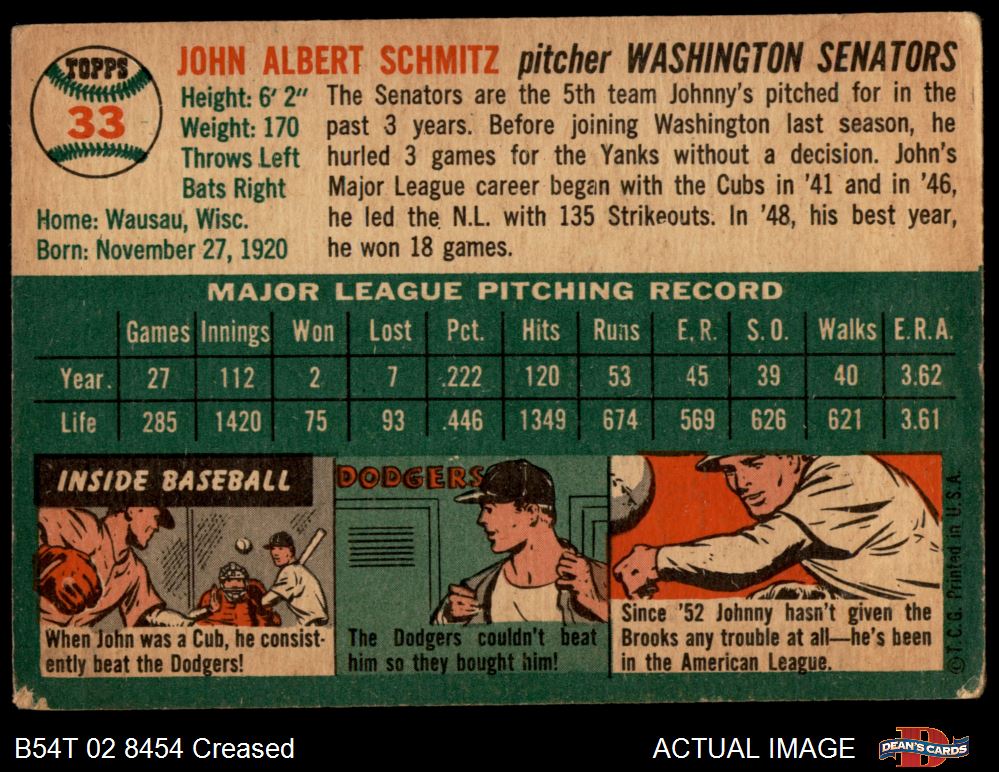 TOPPS
33
JOHN ALBERT SCHMITZ pitcher WASHINGTON SENATORS
Height: 6' 2"
Weight: 170
Throws Left
Bats Right
Home: Wausau, Wisc.
Born: November 27, 1920
The Senators are the 5th team Johnny's pitched for in the
past 3 years. Before joining Washington last season, he
hurled 3 games for the Yanks without a decision. John's
Major League career began with the Cubs in '41 and in '46,
he led the N.L. with 135 Strikeouts. In '48, his best year,
he won 18 games.
MAJOR LEAGUE PITCHING RECORD
Games Innings Won Lost Pct. Hits Runs E.R. S.O. Walks E.R.A.
Year. 27 112 2 7 .222 120 53 45 39 40 3.62
Life 285 1420 75 93 .446 1349 674 569 626 621 3.61
INSIDE BASEBALL
When John was a Cub, he consist-
ently beat the Dodgers!
DODGERS
The Dodgers couldn't beat
him so they bought him!
Since '52 Johnny hasn't given the
Brooks any trouble at all—he's been
in the American League.
©T.C.G. Printed in U.S.A.
B54T 02 8454 Creased
ACTUAL IMAGE
DEAN'S CARDS